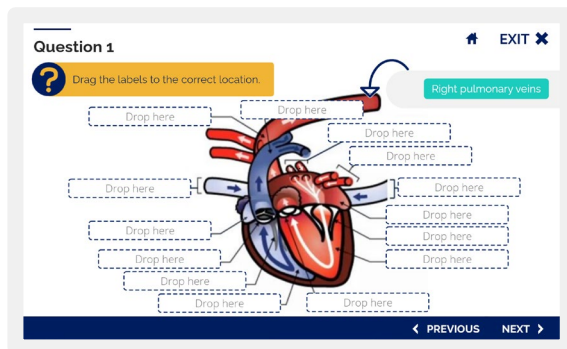 Question 1
EXIT
Drag the labels to the correct location.
Right pulmonary veins
Drop here
Drop here
Drop here
Drop here
Drop here
Drop here
Drop here
Drop here
Drop here
Drop here
Drop here
Drop here
Drop here
Drop here
PREVIOUS NEXT